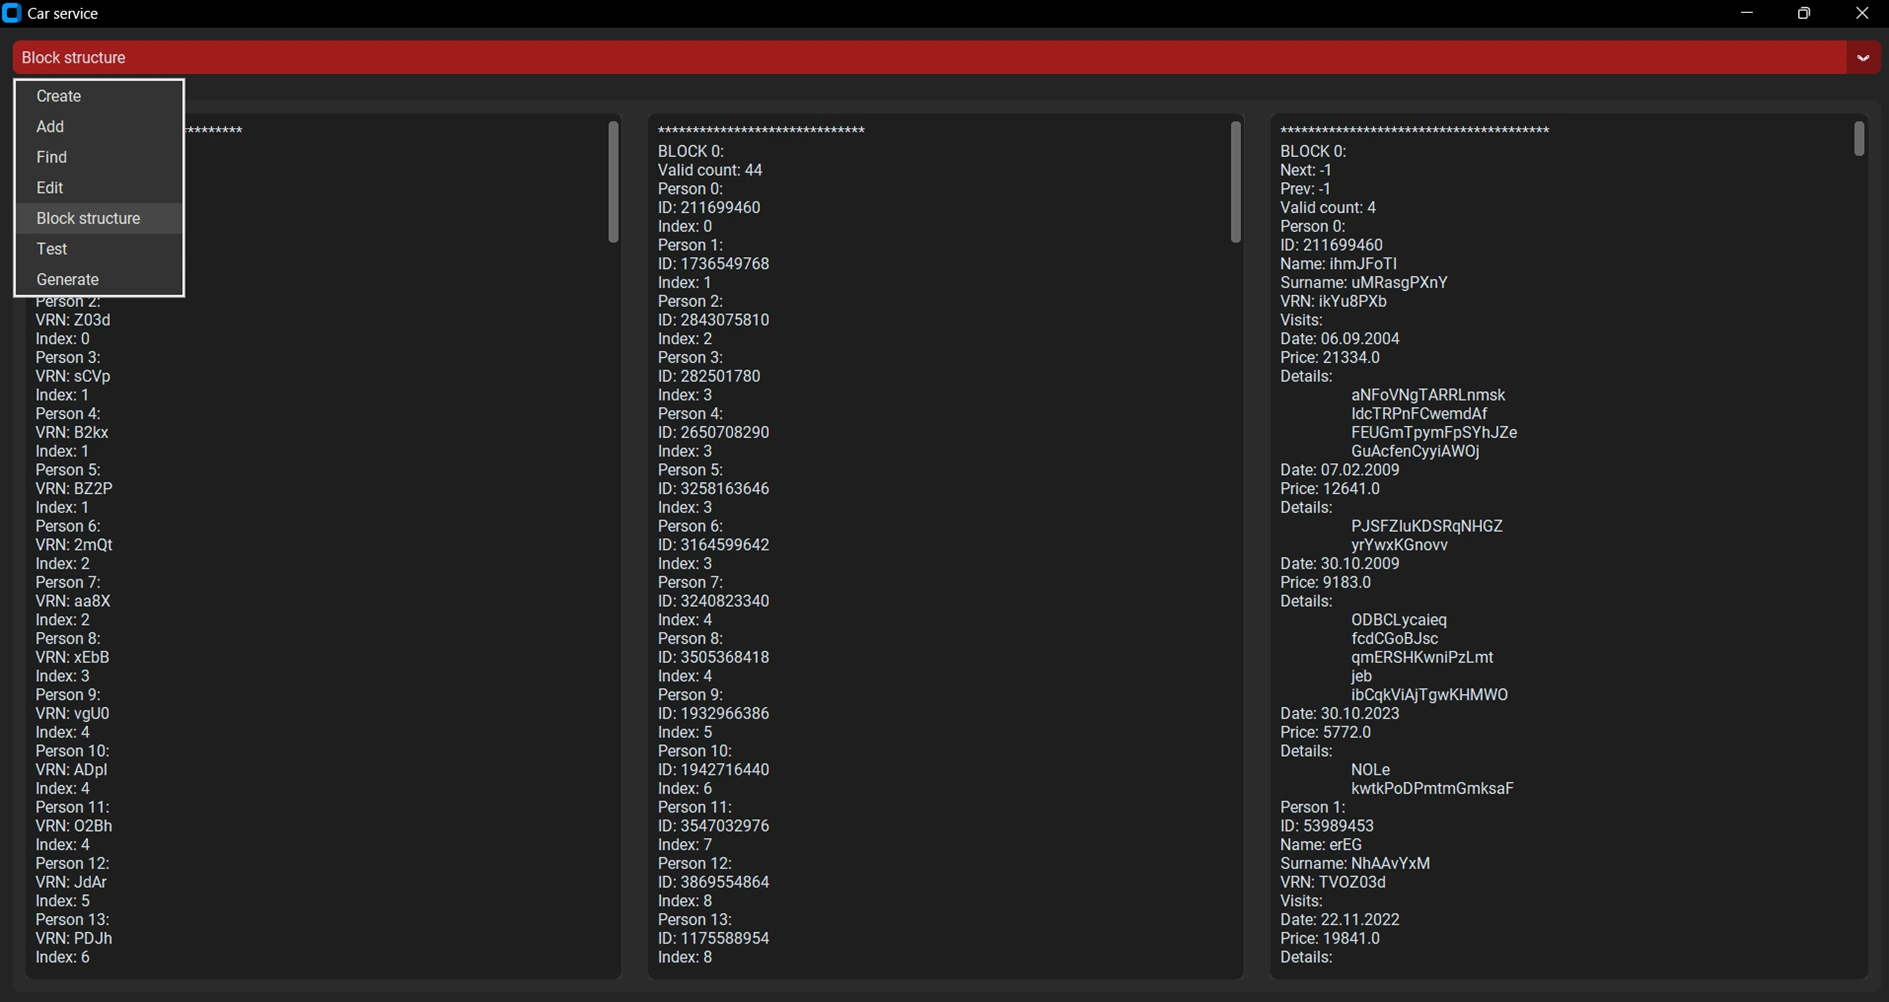 Car service
Block structure
Create
Add
Find
Edit
Block structure
Test
Generate
*********
Person 2:
VRN: Z03d
Index: 0
Person 3:
VRN: sCVp
Index: 1
Person 4:
VRN: B2kx
Index: 1
Person 5:
VRN: BZ2P
Index: 1
Person 6:
VRN: 2mQt
Index: 2
Person 7:
VRN: aa8X
Index: 2
Person 8:
VRN: xEbB
Index: 3
Person 9:
VRN: vgU0
Index: 4
Person 10:
VRN: ADpl
Index: 4
Person 11:
VRN: O2Bh
Index: 4
Person 12:
VRN: JdAr
Index: 5
Person 13:
VRN: PDJh
Index: 6
******************************
BLOCK 0:
Valid count: 44
Person 0:
ID: 211699460
Index: 0
Person 1:
ID: 1736549768
Index: 1
Person 2:
ID: 2843075810
Index: 2
Person 3:
ID: 282501780
Index: 3
Person 4:
ID: 2650708290
Index: 3
Person 5:
ID: 3258163646
Index: 3
Person 6:
ID: 3164599642
Index: 3
Person 7:
ID: 3240823340
Index: 4
Person 8:
ID: 3505368418
Index: 4
Person 9:
ID: 1932966386
Index: 5
Person 10:
ID: 1942716440
Index: 6
Person 11:
ID: 3547032976
Index: 7
Person 12:
ID: 3869554864
Index: 8
Person 13:
ID: 1175588954
Index: 8
***************************************
BLOCK 0:
Next: -1
Prev: -1
Valid count: 4
Person 0:
ID: 211699460
Name: ihmJFoTI
Surname: uMRasgPXnY
VRN: ikYu8PXb
Visits:
Date: 06.09.2004
Price: 21334.0
Details:
aNFoVNgTARRLnmsk
IdcTRPnFCwemdAf
FEUGmTpymFpSYhJZe
GuAcfenCyyiAWOj
Date: 07.02.2009
Price: 12641.0
Details:
PJSFZIuKDSRqNHGZ
yrYwxKGnovv
Date: 30.10.2009
Price: 9183.0
Details:
ODBCLycaieq
fcdCGoBJsc
qmERSHKwniPzLmt
jeb
ibCqkViAjTgwKHMWO
Date: 30.10.2023
Price: 5772.0
Details:
NOLe
kwtkPoDPmtmGmksaF
Person 1:
ID: 53989453
Name: erEG
Surname: NhAAvYxM
VRN: TVOZ03d
Visits:
Date: 22.11.2022
Price: 19841.0
Details: